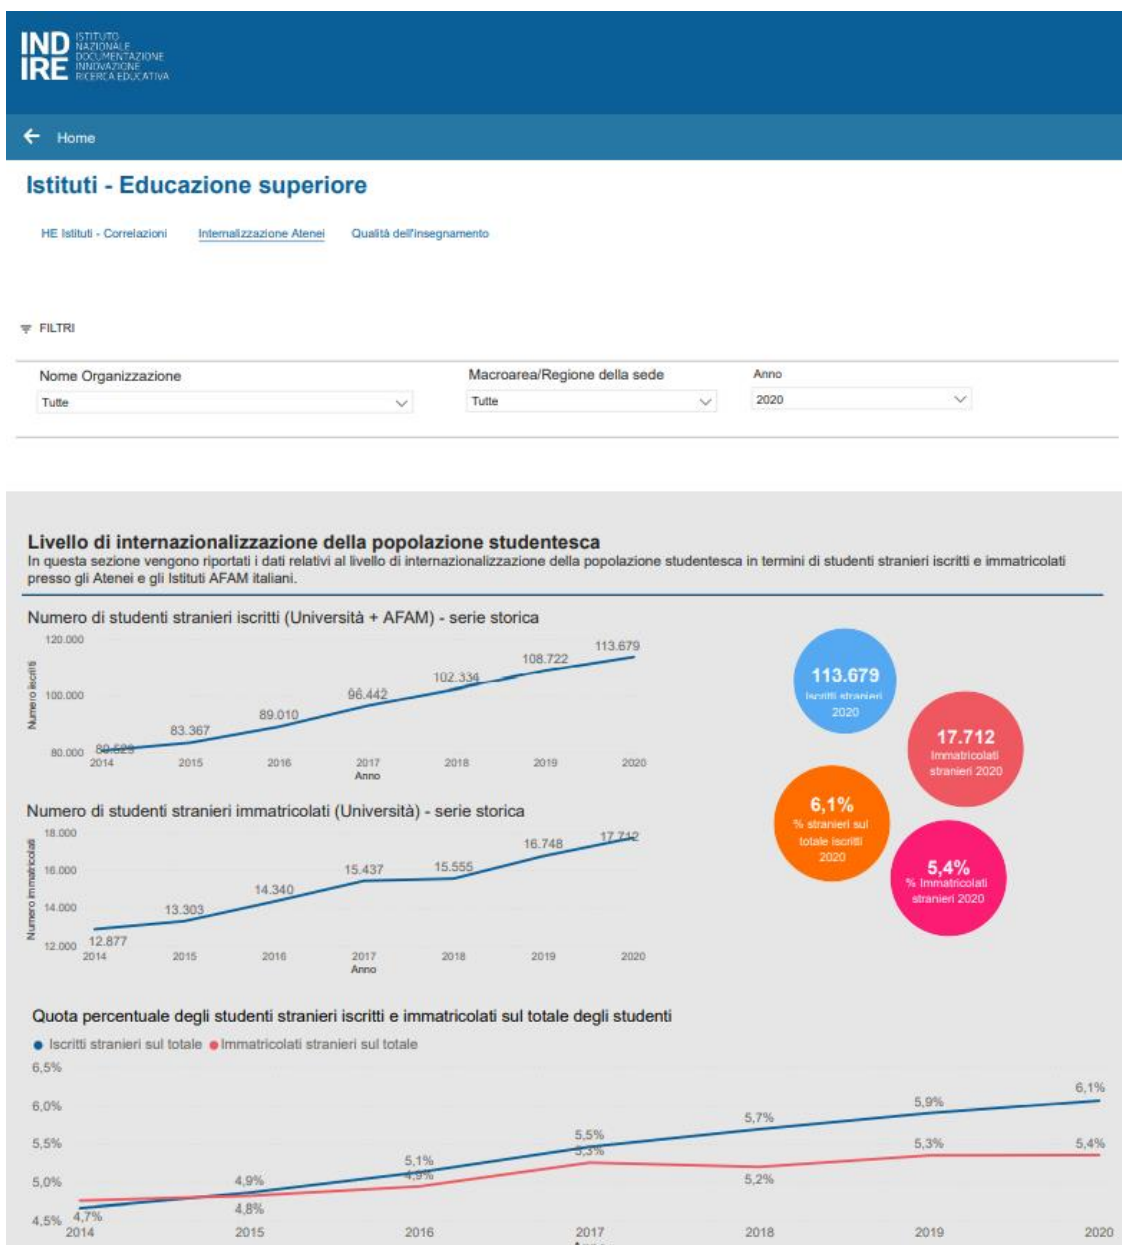 IND
IRE
ISTITUTO
NAZIONALE
DOCUMENTAZIONE
INNOVAZIONE
RICERCA EDUCATIVA
Home
Istituti - Educazione superiore
HE Istituti - Correlazioni Internalizzazione Atenei Qualità dell'insegnamento
FILTRI
Nome Organizzazione Macroarea/Regione della sede Anno
Tutte Tutte 2020
Livello di internazionalizzazione della popolazione studentesca
In questa sezione vengono riportati i dati relativi al livello di internazionalizzazione della popolazione studentesca in termini di studenti stranieri iscritti e immatricolati
presso gli Atenei e gli Istituti AFAM italiani.
Numero di studenti stranieri iscritti (Università + AFAM) - serie storica
Numero iscritti
120.000
100.000
80.000
83.367
89.010
96.442
102.334
108.722
113.679
2014 2015 2016 2017 2018 2019 2020
Anno
113.679
Iscritti stranieri
2020
17.712
Immatricolati
stranieri 2020
6,1%
% stranieri sul
totale iscritti
2020
5,4%
% Immatricolati
stranieri 2020
Numero di studenti stranieri immatricolati (Università) - serie storica
Numero immatricolati
18.000
16.000
14.000
12.000
12.877
13.303
14.340
15.437
15.555
16.748
17.712
2014 2015 2016 2017 2018 2019 2020
Anno
Quota percentuale degli studenti stranieri iscritti e immatricolati sul totale degli studenti
Iscritti stranieri sul totale Immatricolati stranieri sul totale
6,5%
6,0%
5,5%
5,0%
4,5%
4,7%
4,9%
5,1%
5,5%
5,7%
5,9%
6,1%
4,8%
4,9%
5,3%
5,2%
5,3%
5,4%
2014 2015 2016 2017 2018 2019 2020
Anno